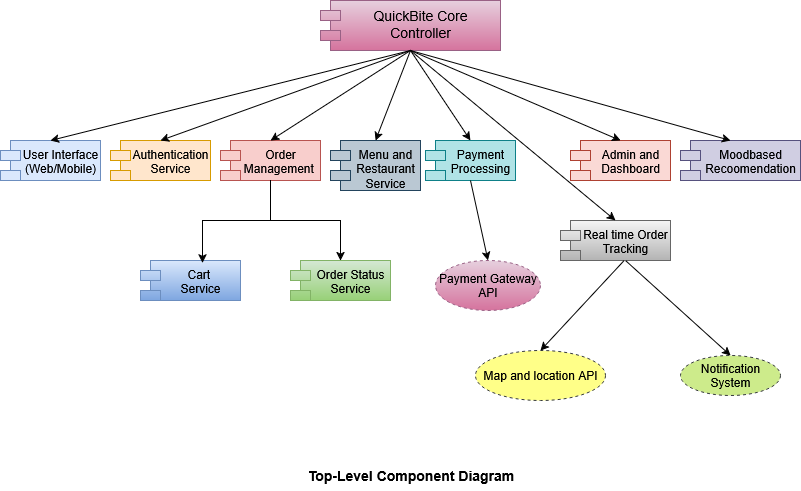 QuickBite Core
Controller
User Interface
(Web/Mobile)
Authentication
Service
Order
Management
Menu and
Restaurant
Service
Payment
Processing
Admin and
Dashboard
Moodbased
Recoomendation
Real time Order
Tracking
Cart
Service
Order Status
Service
Payment Gateway
API
Map and location API
Notification
System
Top-Level Component Diagram